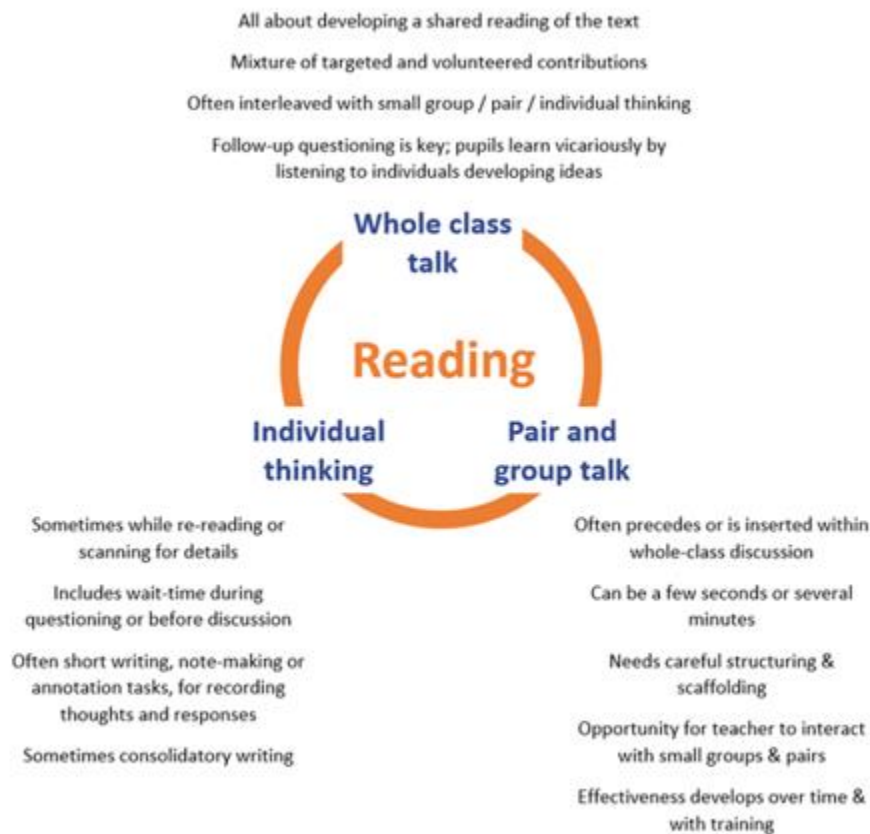 All about developing a shared reading of the text
Mixture of targeted and volunteered contributions
Often interleaved with small group / pair / individual thinking
Follow-up questioning is key; pupils learn vicariously by
listening to individuals developing ideas
Whole class
talk
Reading
Individual
thinking
Pair and
group talk
Sometimes while re-reading or
scanning for details
Includes wait-time during
questioning or before discussion
Often short writing, note-making or
annotation tasks, for recording
thoughts and responses
Sometimes consolidatory writing
Often precedes or is inserted within
whole-class discussion
Can be a few seconds or several
minutes
Needs careful structuring &
scaffolding
Opportunity for teacher to interact
with small groups & pairs
Effectiveness develops over time &
with training